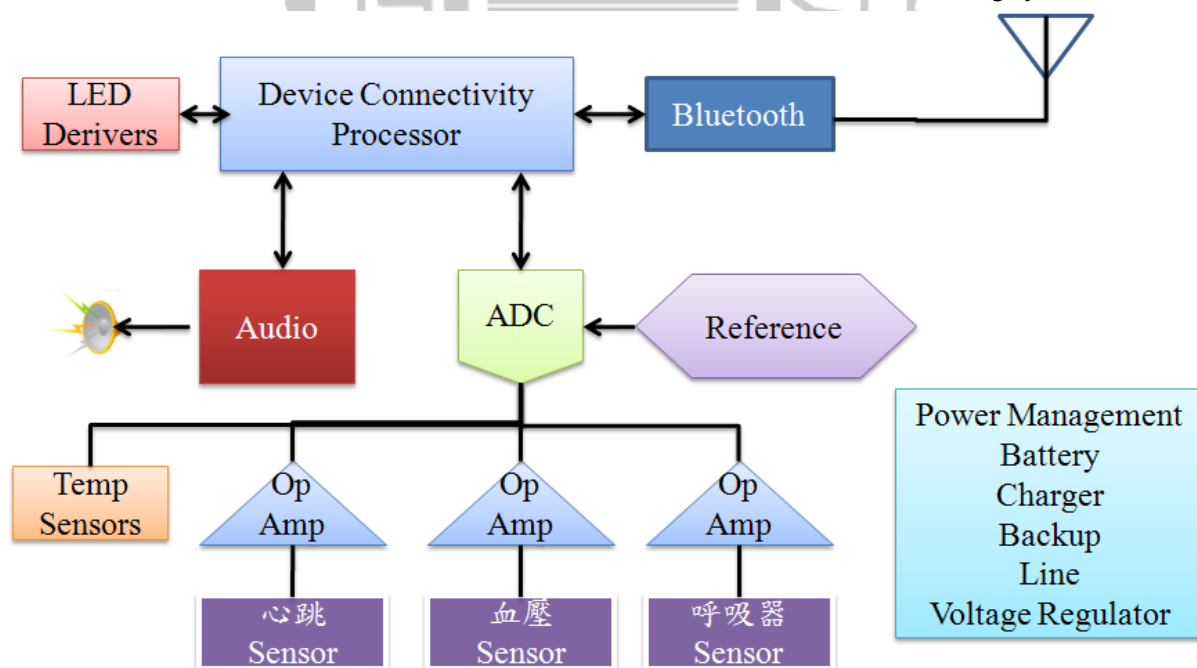 LED
Derivers
Device Connectivity
Processor
Bluetooth
Audio
ADC
Reference
Temp
Sensors
Op
Amp
Op
Amp
Op
Amp
心跳
Sensor
血壓
Sensor
呼吸器
Sensor
Power Management
Battery
Charger
Backup
Line
Voltage Regulator